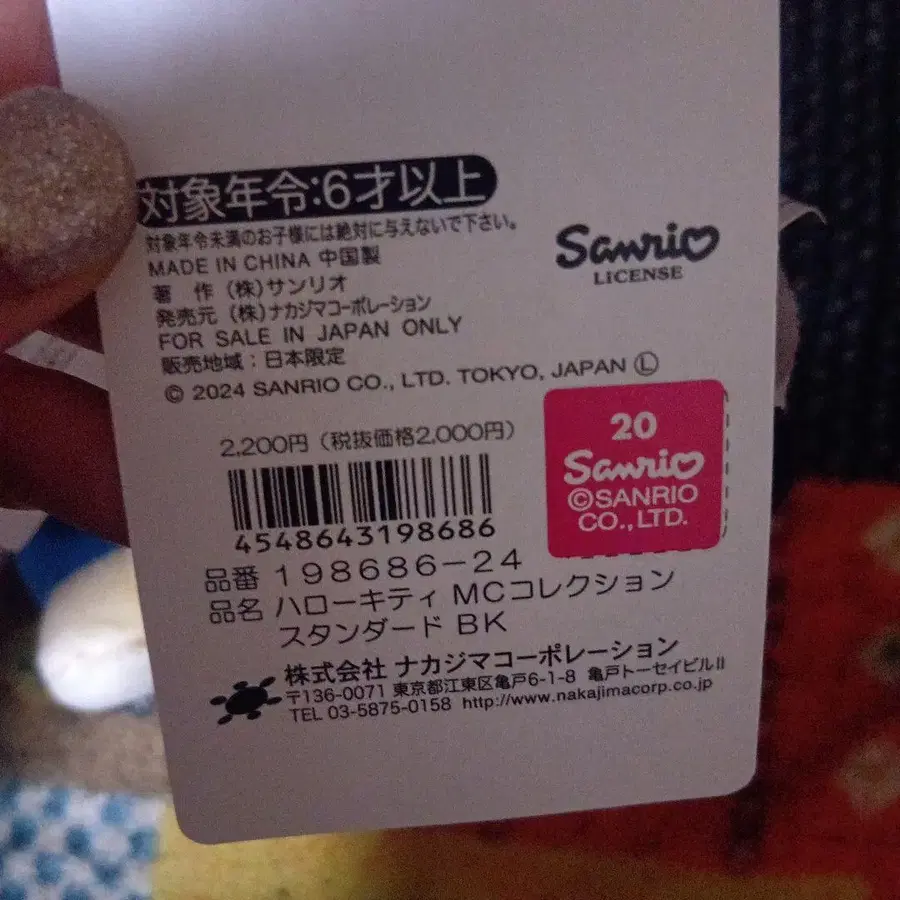 対象年令:6才以上
対象年令未満のお子様には絶対に与えないで下さい。
MADE IN CHINA 中国製
著 作 (株)サンリオ
発売元 (株)ナカジマコーポレーション
FOR SALE IN JAPAN ONLY
販売地域:日本限定
© 2024 SANRIO CO., LTD. TOKYO, JAPAN Ⓛ
Sanrio
LICENSE
2,200円(税抜価格2,000円)
4548643198686
20
Sanrio
©SANRIO
CO.,LTD.
品番 198686-24
品名 ハローキティ MCコレクション
スタンダード BK
株式会社 ナカジマコーポレーション
〒136-0071 東京都江東区亀戸6-1-8 亀戸トーセイビルⅡ
TEL 03-5875-0158 http://www.nakajimacorp.co.jp